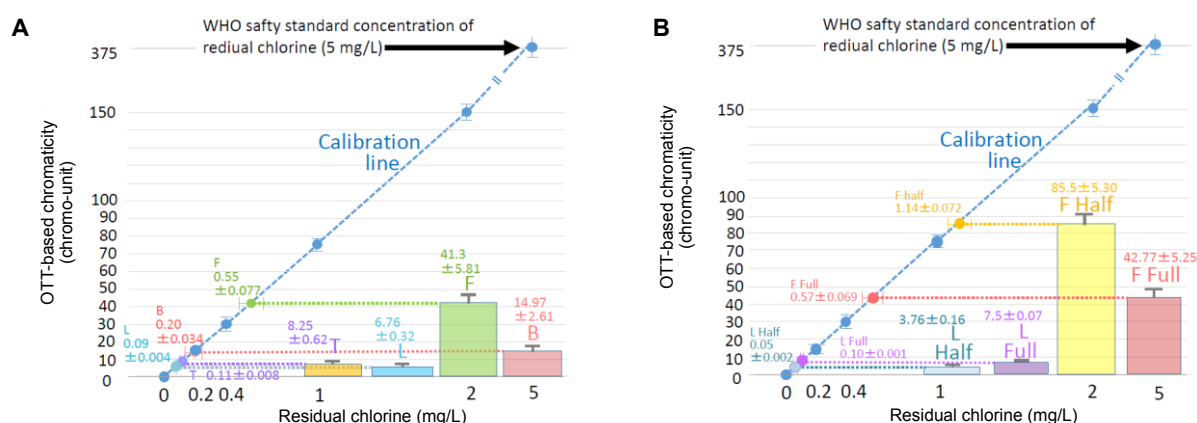 A
WHO safty standard concentration of
rediual chlorine (5 mg/L)
OTT-based chromaticity
(chromo-unit)
375
150
100
90
80
70
60
50
40
30
20
10
0
Calibration
line
F
0.55
±0.077
B
0.20
±0.034
L
0.09
±0.004
T 0.11±0.008
8.25
±0.62
T
6.76
±0.32
L
41.3
±5.81
F
14.97
±2.61
B
0 0.2 0.4 1 2 5
Residual chlorine (mg/L)
B
WHO safty standard concentration of
rediual chlorine (5 mg/L)
OTT-based chromaticity
(chromo-unit)
375
150
100
90
80
70
60
50
40
30
20
10
0
Calibration
line
F half
1.14±0.072
F Full
0.57±0.069
L Half
0.05
±0.002
L Full
0.10±0.001
3.76±0.16
L
Half
7.5±0.07
L
Full
85.5±5.30
F Half
42.77±5.25
F Full
0 0.2 0.4 1 2 5
Residual chlorine (mg/L)